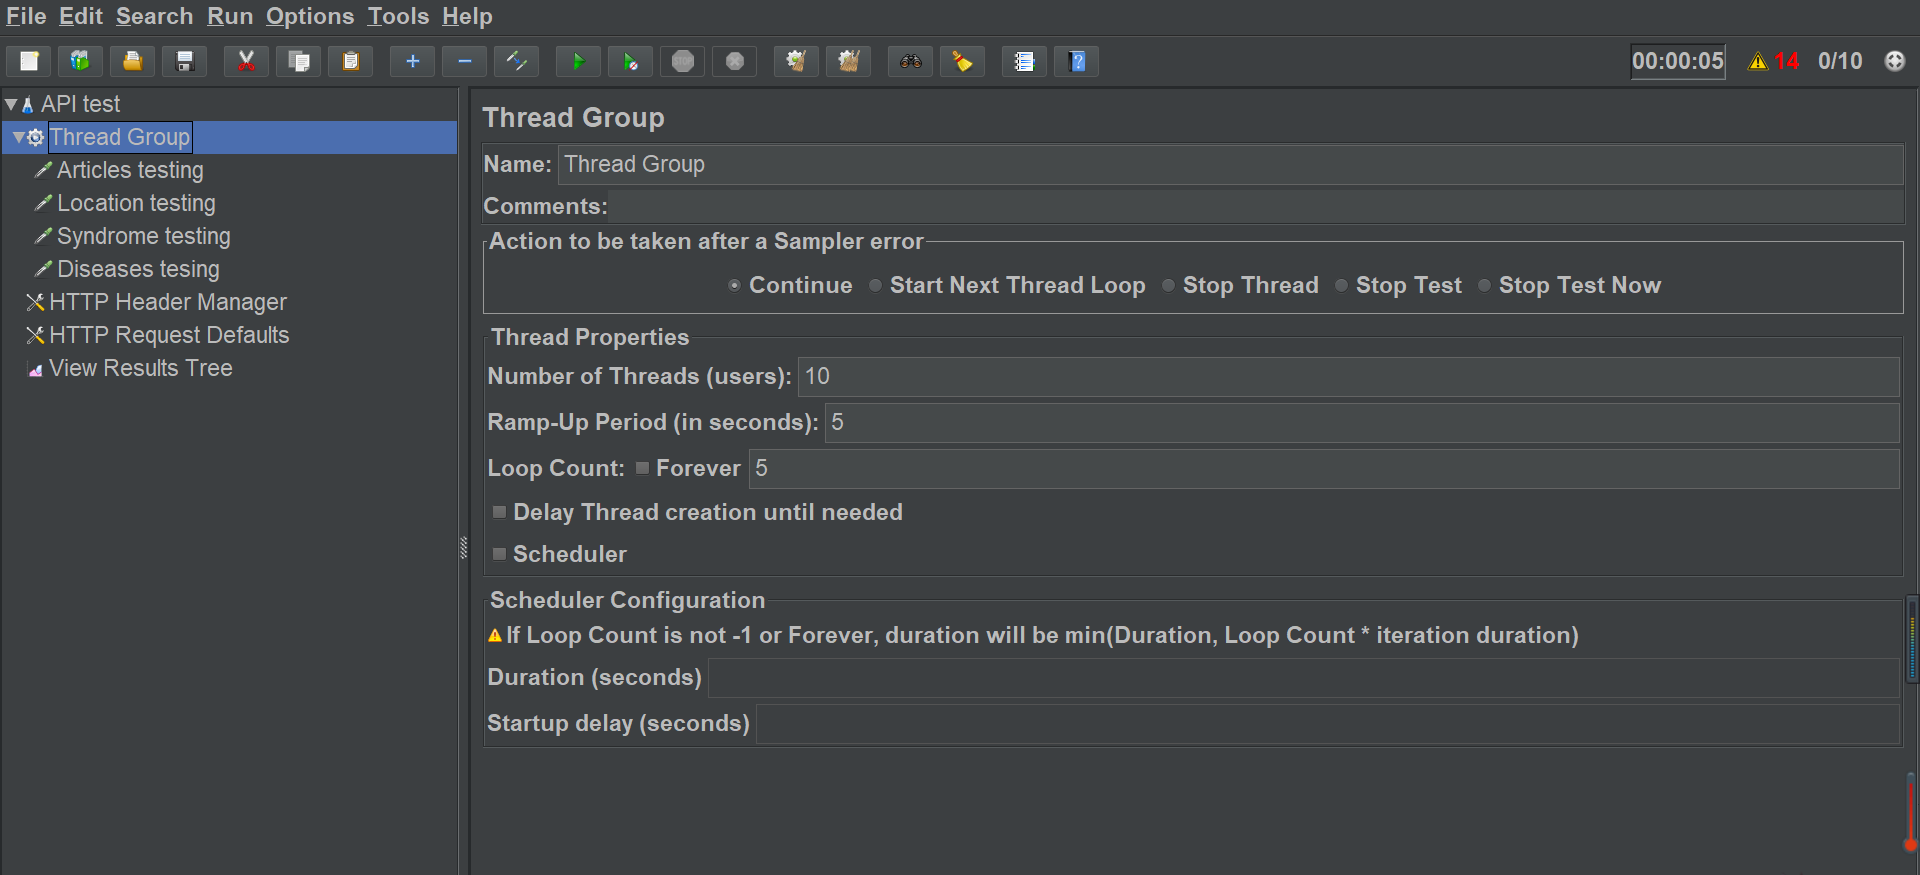 File Edit Search Run Options Tools Help
STOP
00:00:05 14 0/10
API test
Thread Group
Articles testing
Location testing
Syndrome testing
Diseases tesing
HTTP Header Manager
HTTP Request Defaults
View Results Tree
Thread Group
Name: Thread Group
Comments:
Action to be taken after a Sampler error
Continue Start Next Thread Loop Stop Thread Stop Test Stop Test Now
Thread Properties
Number of Threads (users): 10
Ramp-Up Period (in seconds): 5
Loop Count: Forever 5
Delay Thread creation until needed
Scheduler
Scheduler Configuration
If Loop Count is not -1 or Forever, duration will be min(Duration, Loop Count * iteration duration)
Duration (seconds)
Startup delay (seconds)